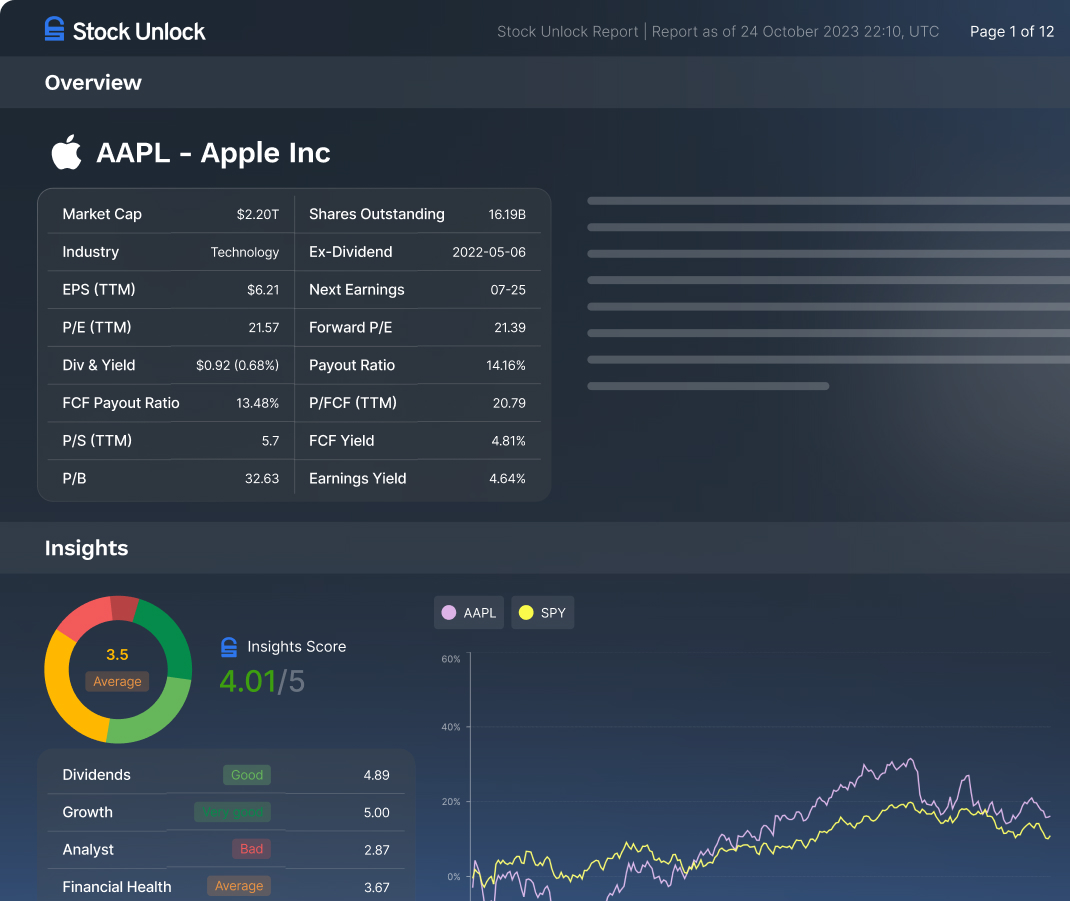 Stock Unlock
Stock Unlock Report | Report as of 24 October 2023 22:10, UTC
Page 1 of 12
Overview
AAPL - Apple Inc
Market Cap $2.20T Shares Outstanding 16.19B
Industry Technology Ex-Dividend 2022-05-06
EPS (TTM) $6.21 Next Earnings 07-25
P/E (TTM) 21.57 Forward P/E 21.39
Div & Yield $0.92 (0.68%) Payout Ratio 14.16%
FCF Payout Ratio 13.48% P/FCF (TTM) 20.79
P/S (TTM) 5.7 FCF Yield 4.81%
P/B 32.63 Earnings Yield 4.64%
Insights
3.5
Average
Insights Score
4.01/5
Dividends Good 4.89
Growth Very good 5.00
Analyst Bad 2.87
Financial Health Average 3.67
AAPL SPY
60%
40%
20%
0%